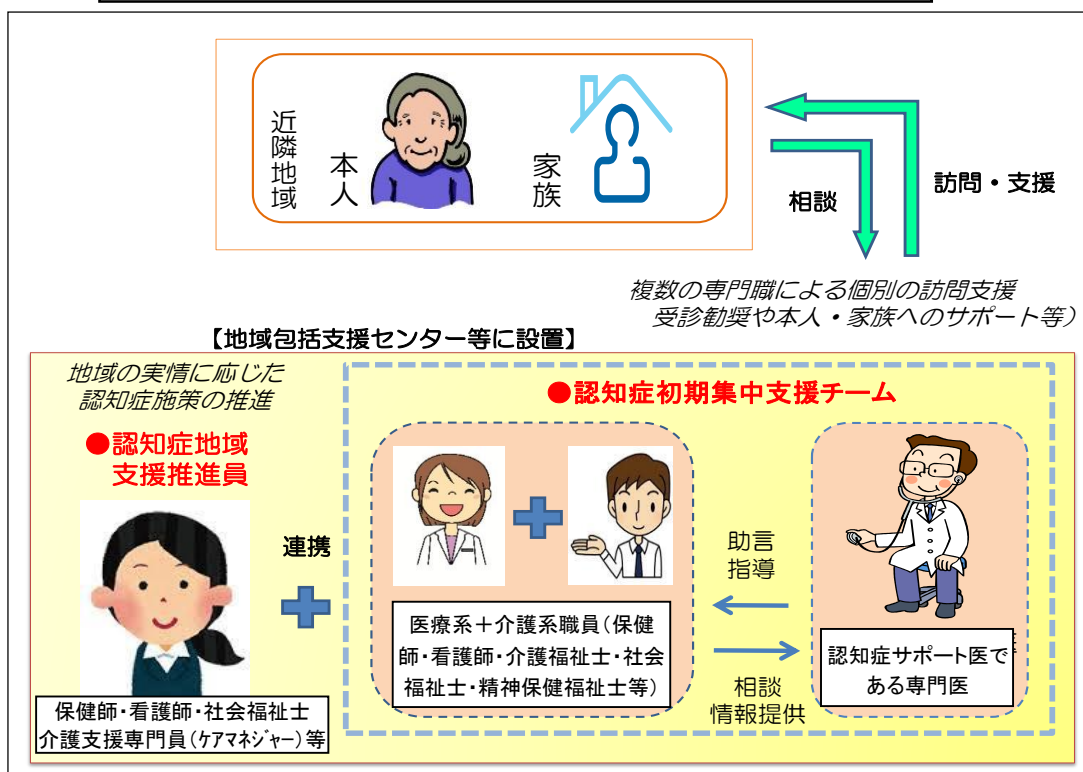 近隣地域
本人
家族
相談
訪問・支援
複数の専門職による個別の訪問支援
受診勧奨や本人・家族へのサポート等）
【地域包括支援センター等に設置】
地域の実情に応じた
認知症施策の推進
●認知症地域
支援推進員
連携
保健師・看護師・社会福祉士
介護支援専門員（ｹｱﾏﾈｼﾞｬｰ）等
●認知症初期集中支援チーム
医療系＋介護系職員（保健
師・看護師・介護福祉士・社会
福祉士・精神保健福祉士等）
助言
指導
相談
情報提供
認知症サポート医で
ある専門医